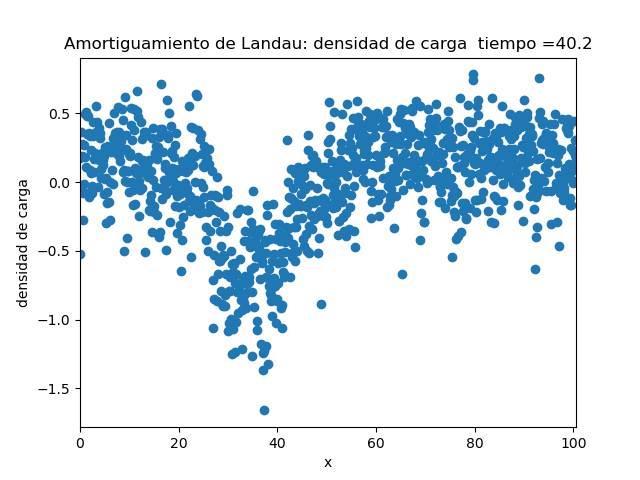 Amortiguamiento de Landau: densidad de carga  tiempo =40.2
0.5
0.0
−0.5
−1.0
−1.5
densidad de carga
0 20 40 60 80 100
x